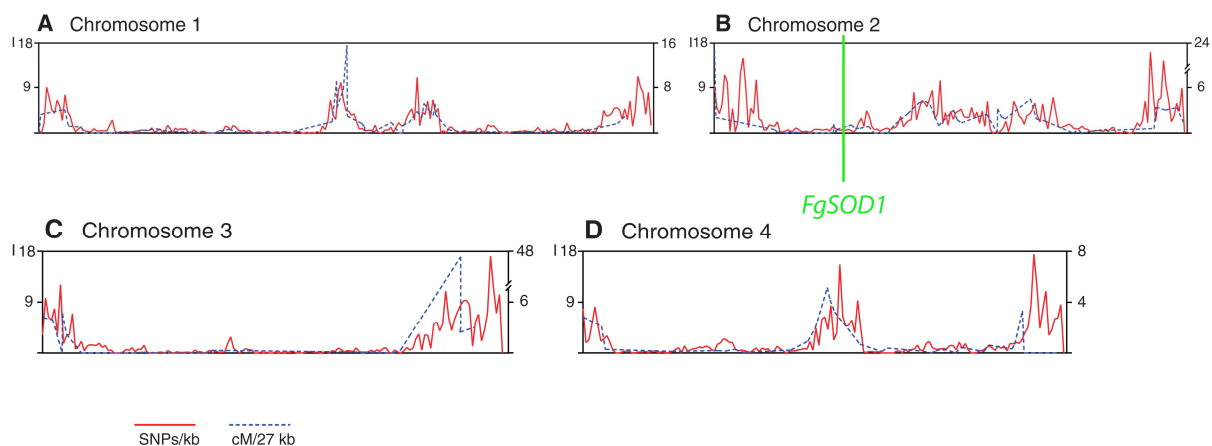 A Chromosome 1
18
16
9
8
B Chromosome 2
18
24
9
6
FgSOD1
C Chromosome 3
18
48
9
6
D Chromosome 4
18
8
9
4
SNPs/kb
cM/27 kb